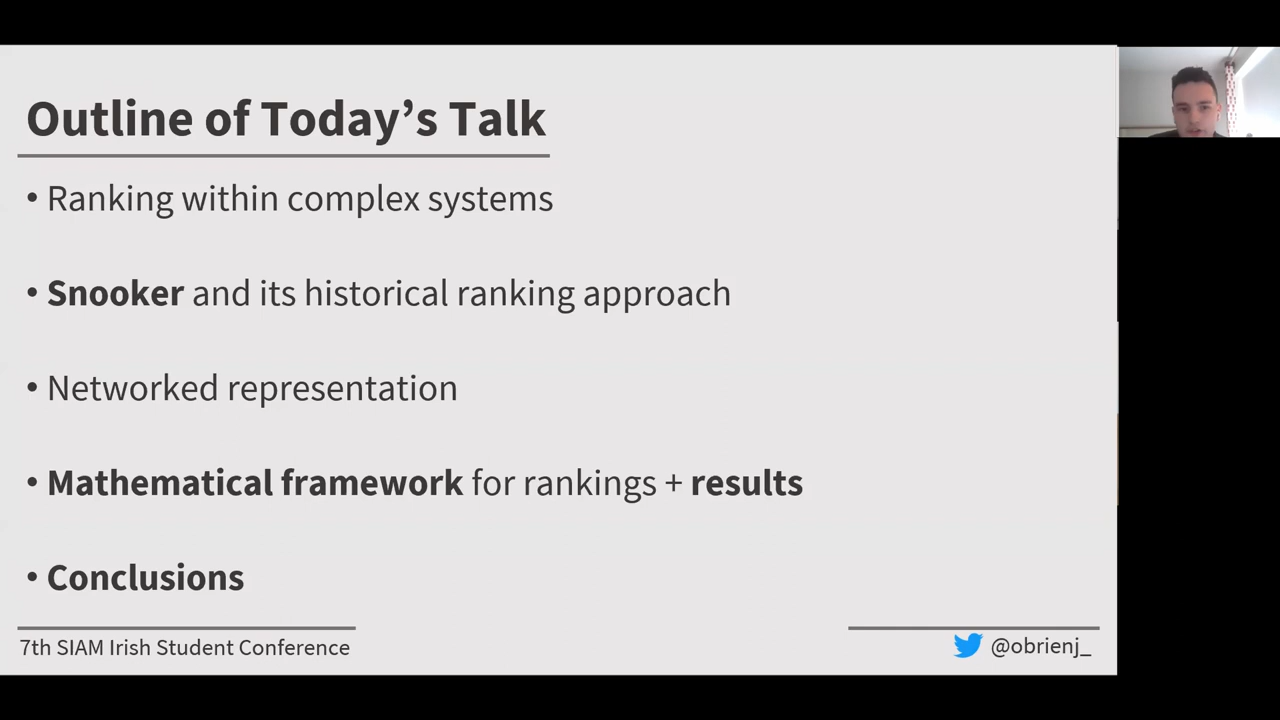 Outline of Today’s Talk
• Ranking within complex systems
• Snooker and its historical ranking approach
• Networked representation
• Mathematical framework for rankings + results
• Conclusions
7th SIAM Irish Student Conference
@obrienj_